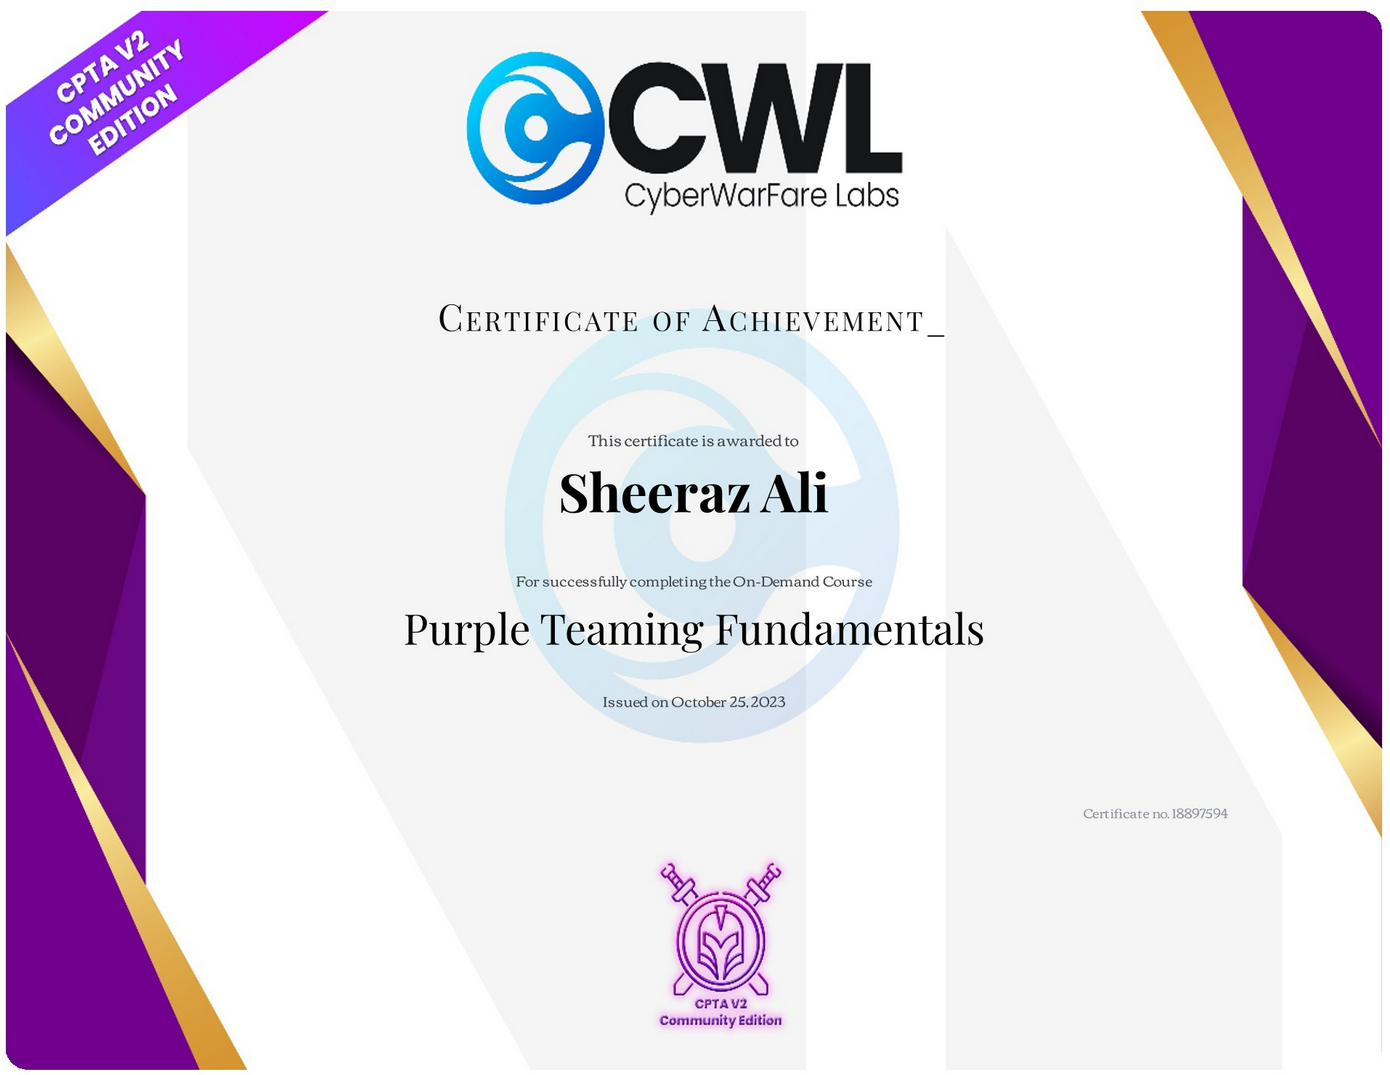 CPTA V2
COMMUNITY
EDITION
CWL
CyberWarFare Labs
Certificate of Achievement_
This certificate is awarded to
Sheeraz Ali
For successfully completing the On-Demand Course
Purple Teaming Fundamentals
Issued on October 25, 2023
Certificate no. 18897594
CPTA V2
Community Edition